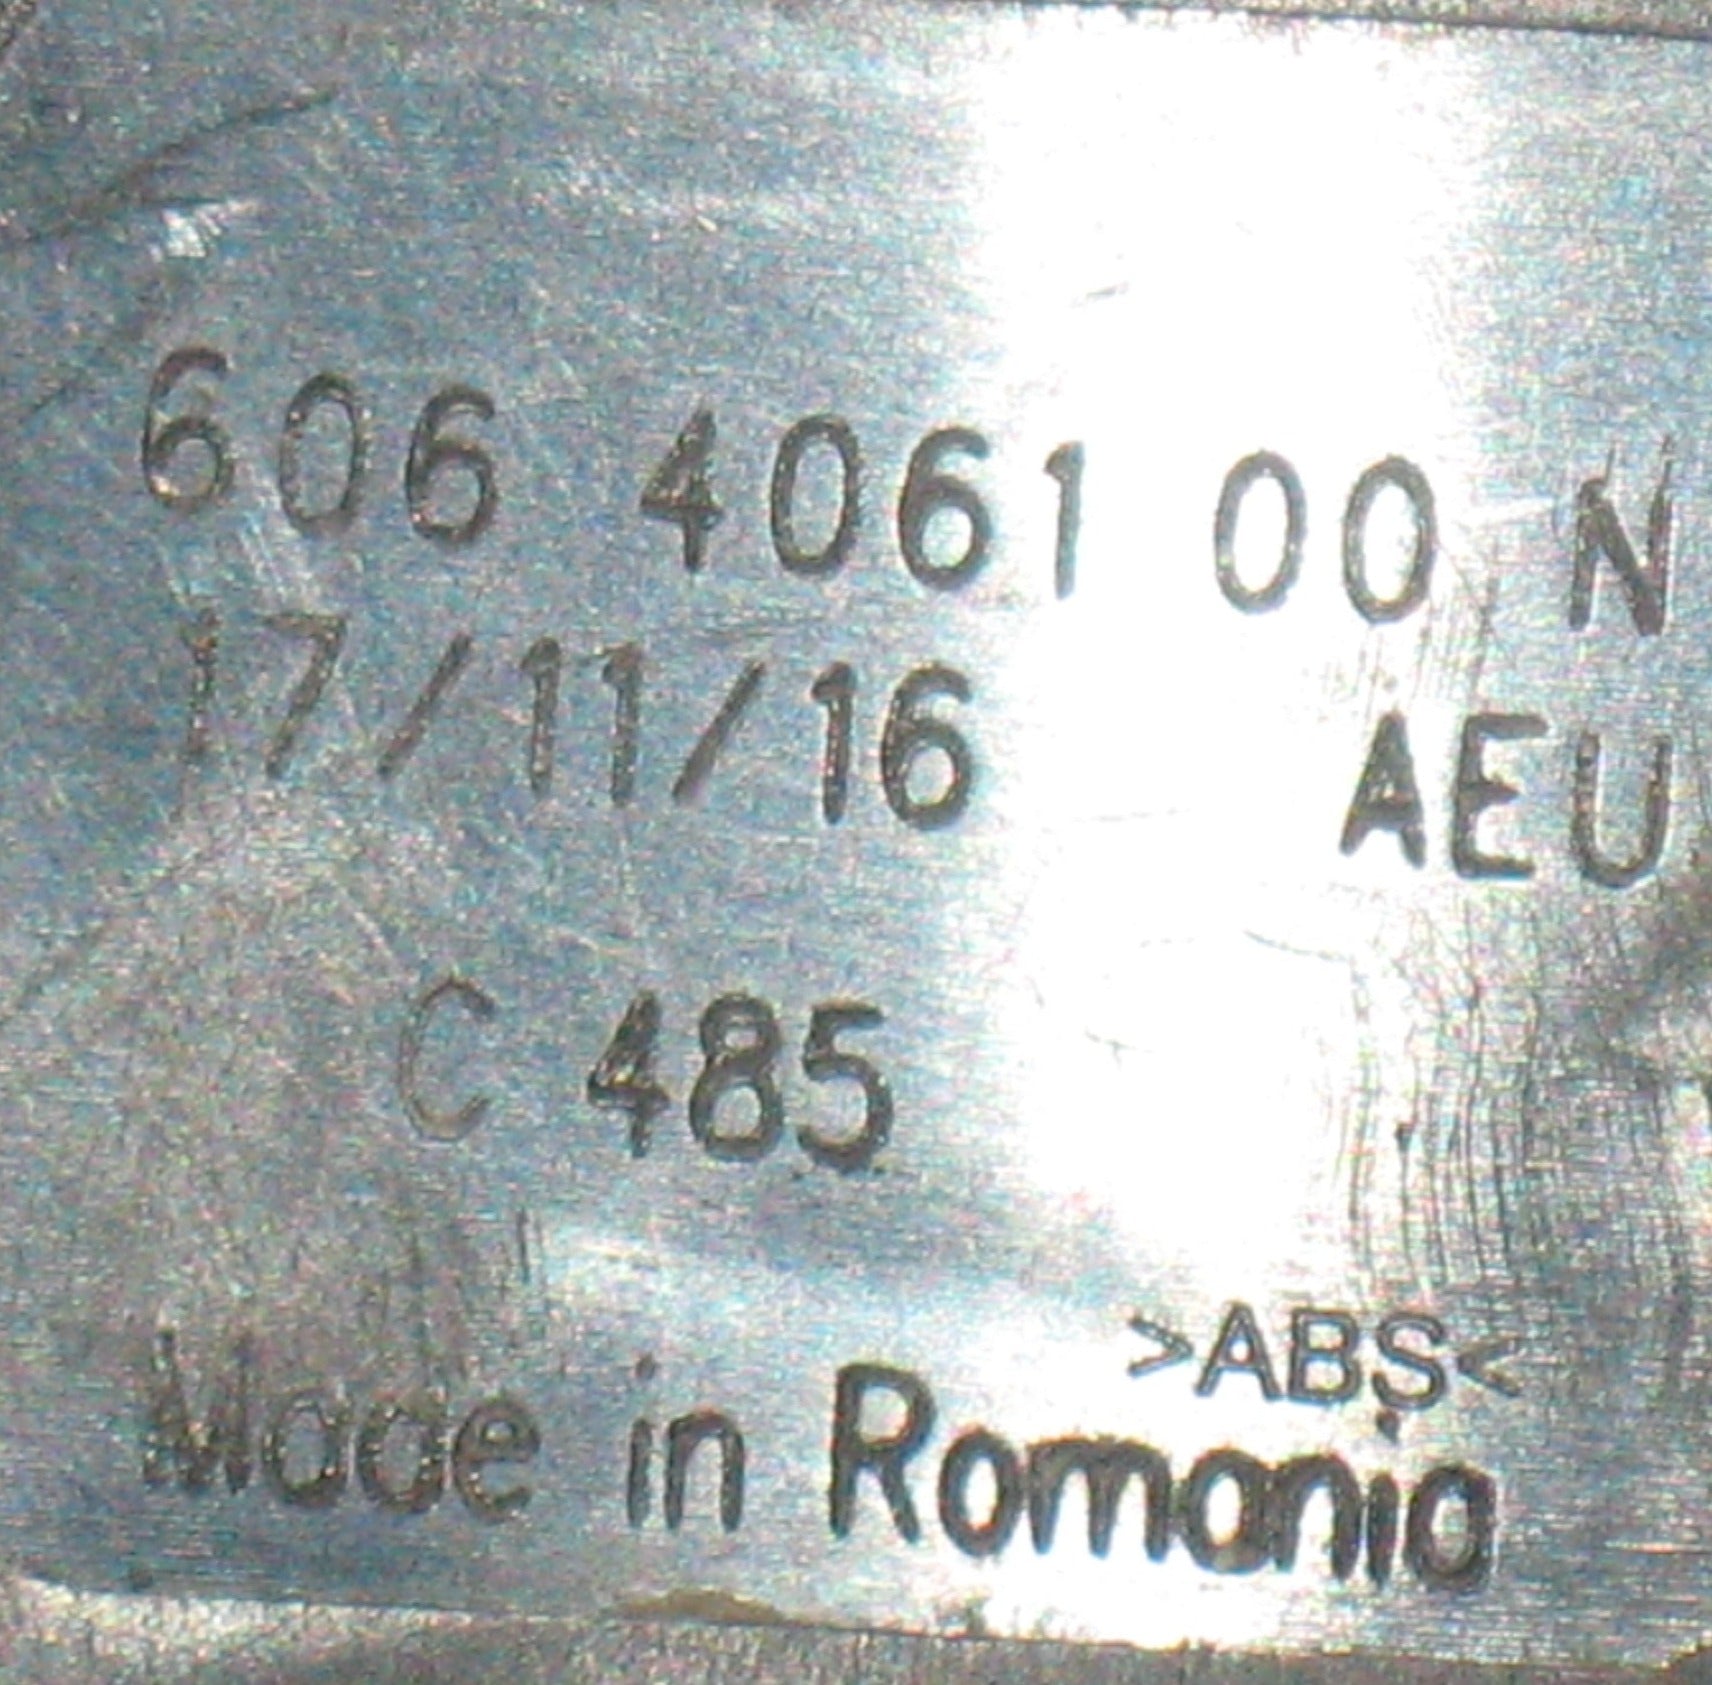 606 4061 00 N
17/11/16 AEU
C 485
>ABS<
Made in Romania